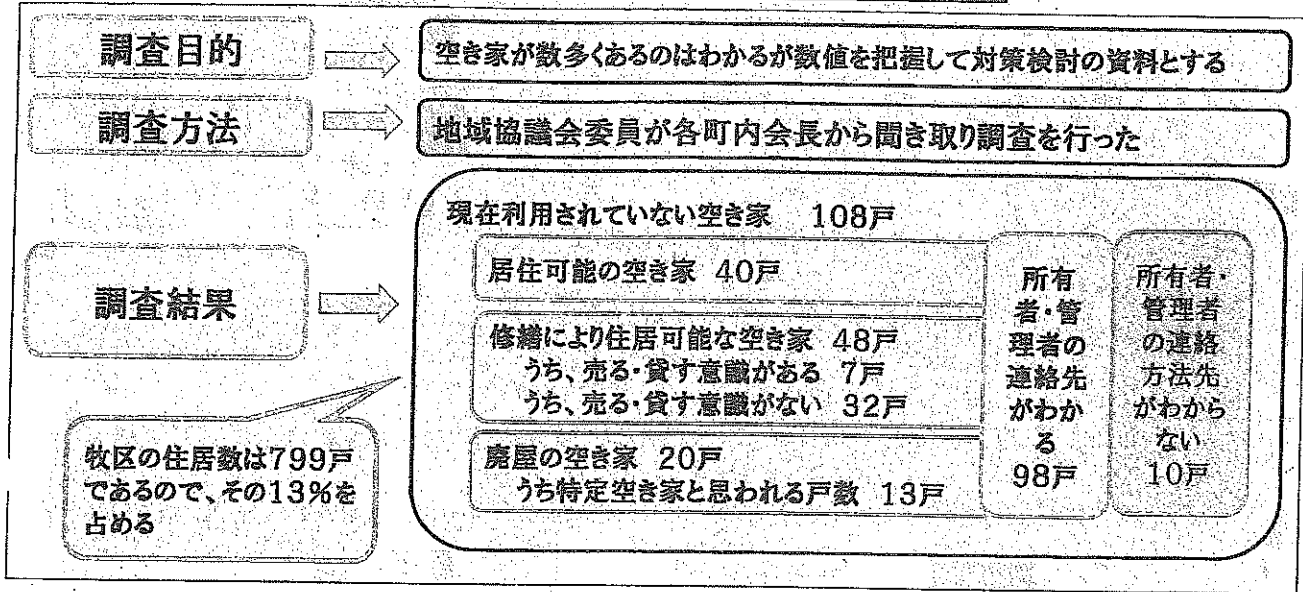 調査目的
空き家が数多くあるのはわかるが数値を把握して対策検討の資料とする
調査方法
地域協議会委員が各町内会長から聞き取り調査を行った
調査結果
現在利用されていない空き家 108戸
居住可能の空き家 40戸
修繕により住居可能な空き家 48戸
うち、売る・貸す意識がある 7戸
うち、売る・貸す意識がない 32戸
廃屋の空き家 20戸
うち特定空き家と思われる戸数 13戸
所有
者・管
理者の
連絡先
がわか
る
98戸
所有者・
管理者
の連絡
方法先
がわから
ない
10戸
牧区の住居数は799戸
であるので、その13%を
占める